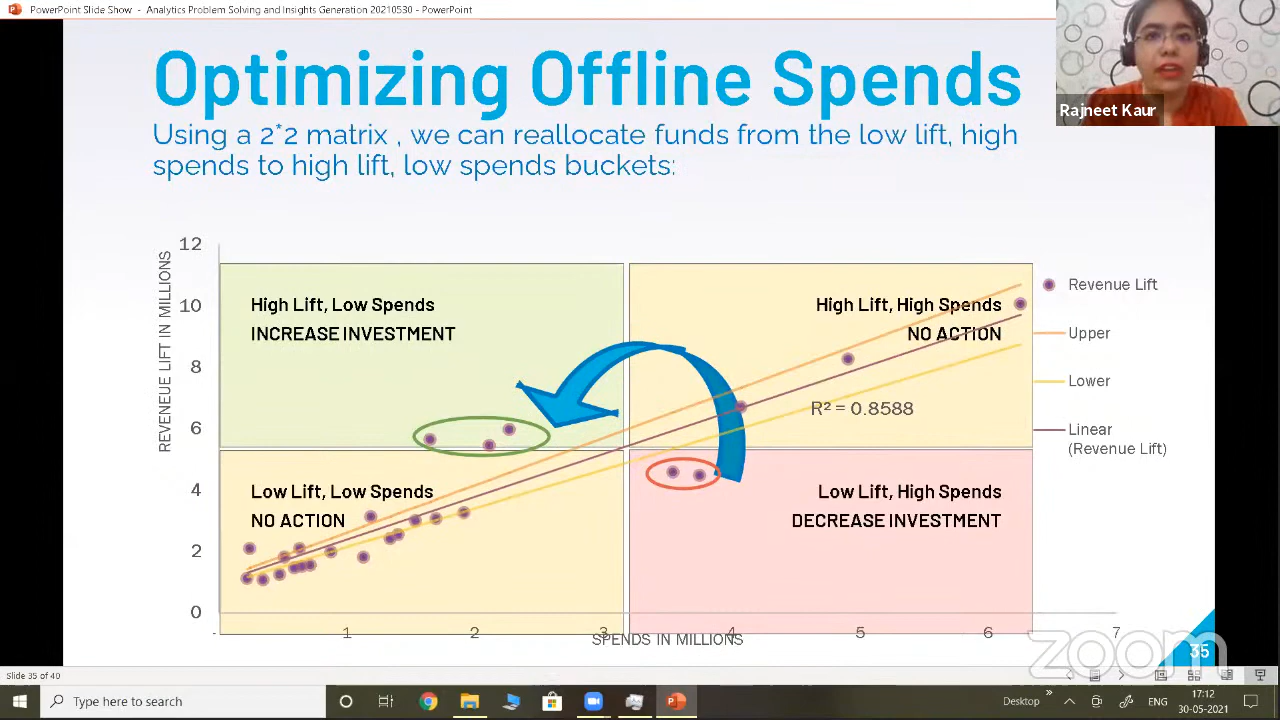 PowerPoint Slide Show - Analytics Problem Solving and Insights Generation 20210530 - PowerPoint
Rajneet Kaur
Optimizing Offline Spends
Using a 2*2 matrix , we can reallocate funds from the low lift, high
spends to high lift, low spends buckets:
REVENEUE LIFT IN MILLIONS
12
10
8
6
4
2
0
High Lift, Low Spends
INCREASE INVESTMENT
High Lift, High Spends
NO ACTION
R² = 0.8588
Low Lift, Low Spends
NO ACTION
Low Lift, High Spends
DECREASE INVESTMENT
Revenue Lift
Upper
Lower
Linear
(Revenue Lift)
- 1 2 3 4 5 6 7
SPENDS IN MILLIONS
zoom
35
Slide 35 of 40
Type here to search
Desktop
ENG
17:12
30-05-2021